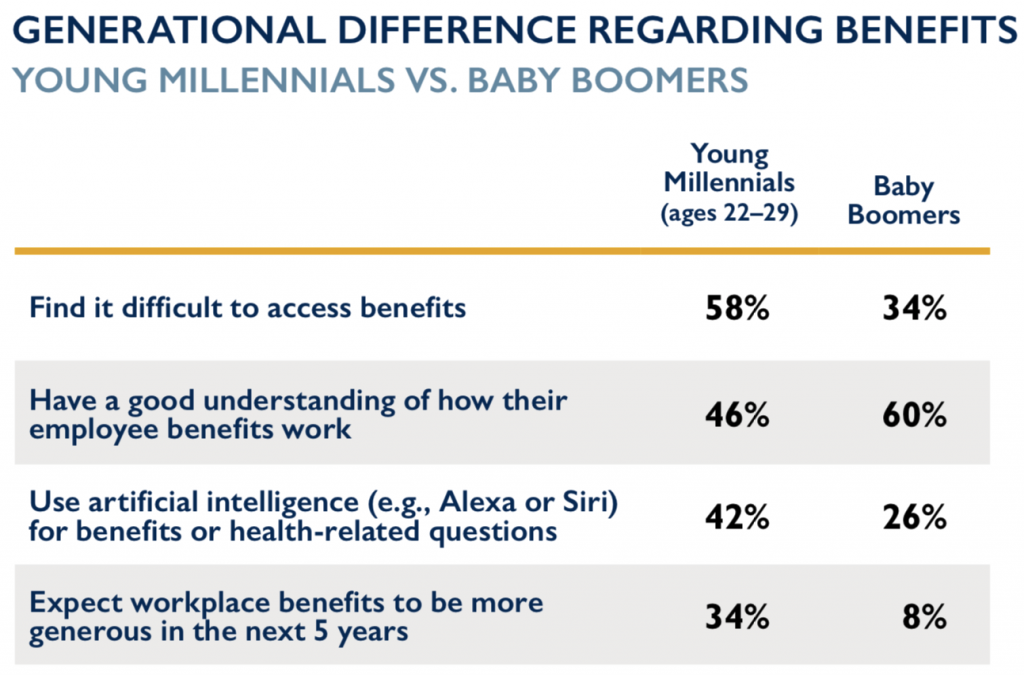 GENERATIONAL DIFFERENCE REGARDING BENEFITS
YOUNG MILLENNIALS VS. BABY BOOMERS
Young
Millennials
(ages 22–29)
Baby
Boomers
Find it difficult to access benefits 58% 34%
Have a good understanding of how their
employee benefits work
46% 60%
Use artificial intelligence (e.g., Alexa or Siri)
for benefits or health-related questions
42% 26%
Expect workplace benefits to be more
generous in the next 5 years
34% 8%